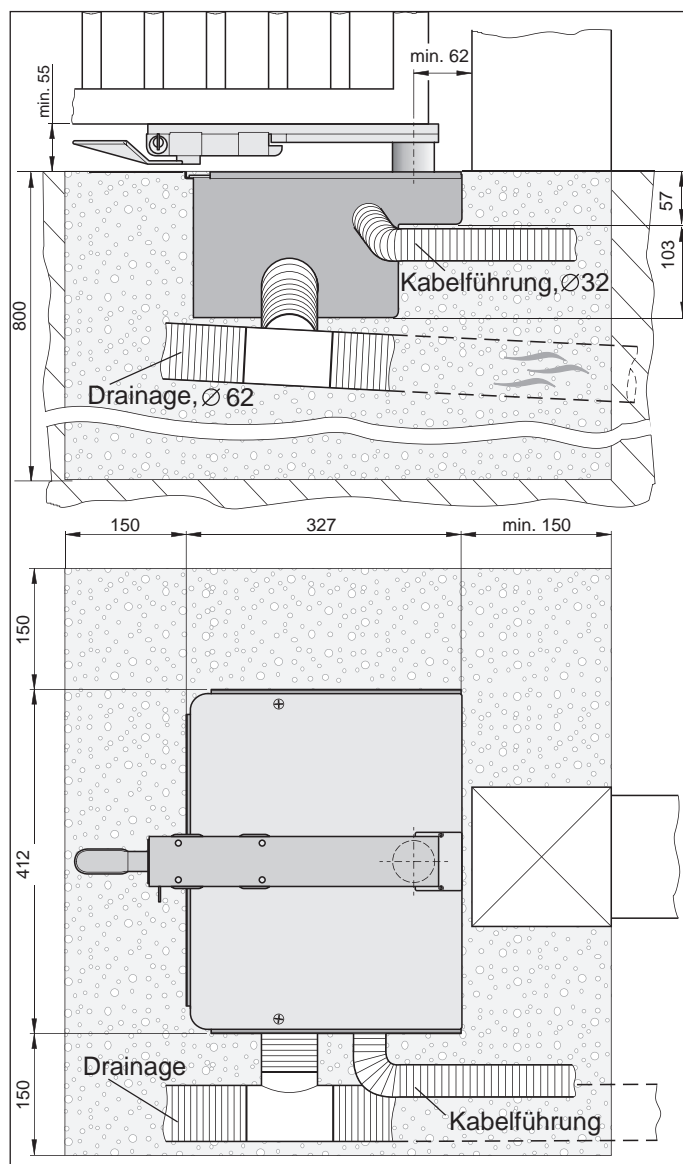 min. 62
min. 55
57
103
Kabelführung, ∅32
800
Drainage, ∅ 62
150
327
min. 150
150
412
150
Drainage
Kabelführung